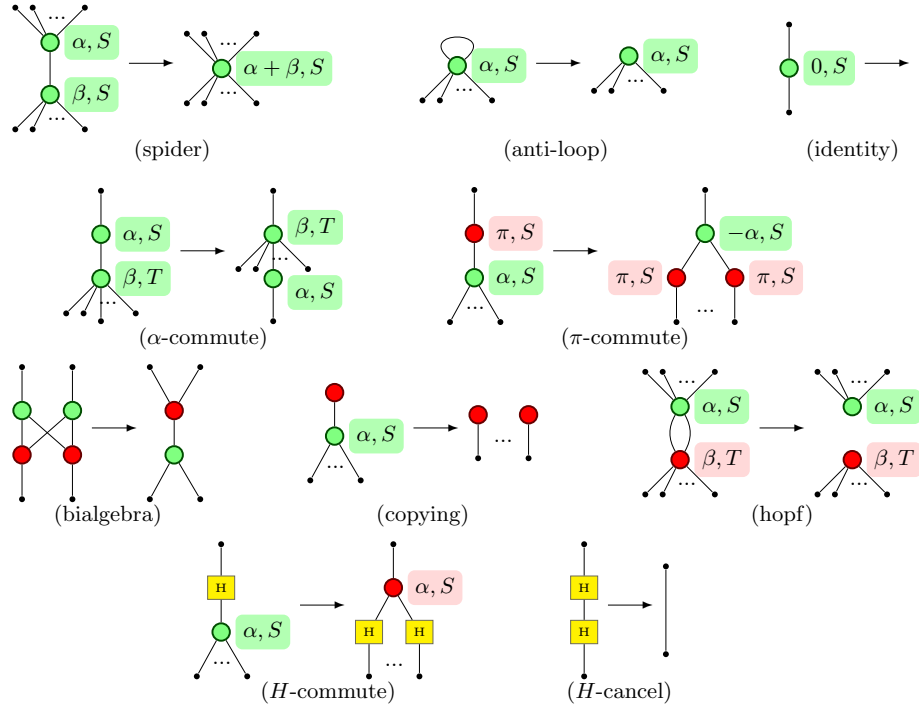 ...
α, S
β, S
...
α + β, S
...
(spider)
α, S
...
α, S
...
(anti-loop)
0, S
(identity)
α, S
β, T
...
β, T
...
α, S
(α-commute)
π, S
α, S
...
−α, S
π, S
π, S
...
(π-commute)
(bialgebra)
α, S
...
...
(copying)
...
α, S
β, T
...
...
α, S
β, T
...
(hopf)
H
α, S
...
α, S
H
H
...
(H-commute)
H
H
(H-cancel)